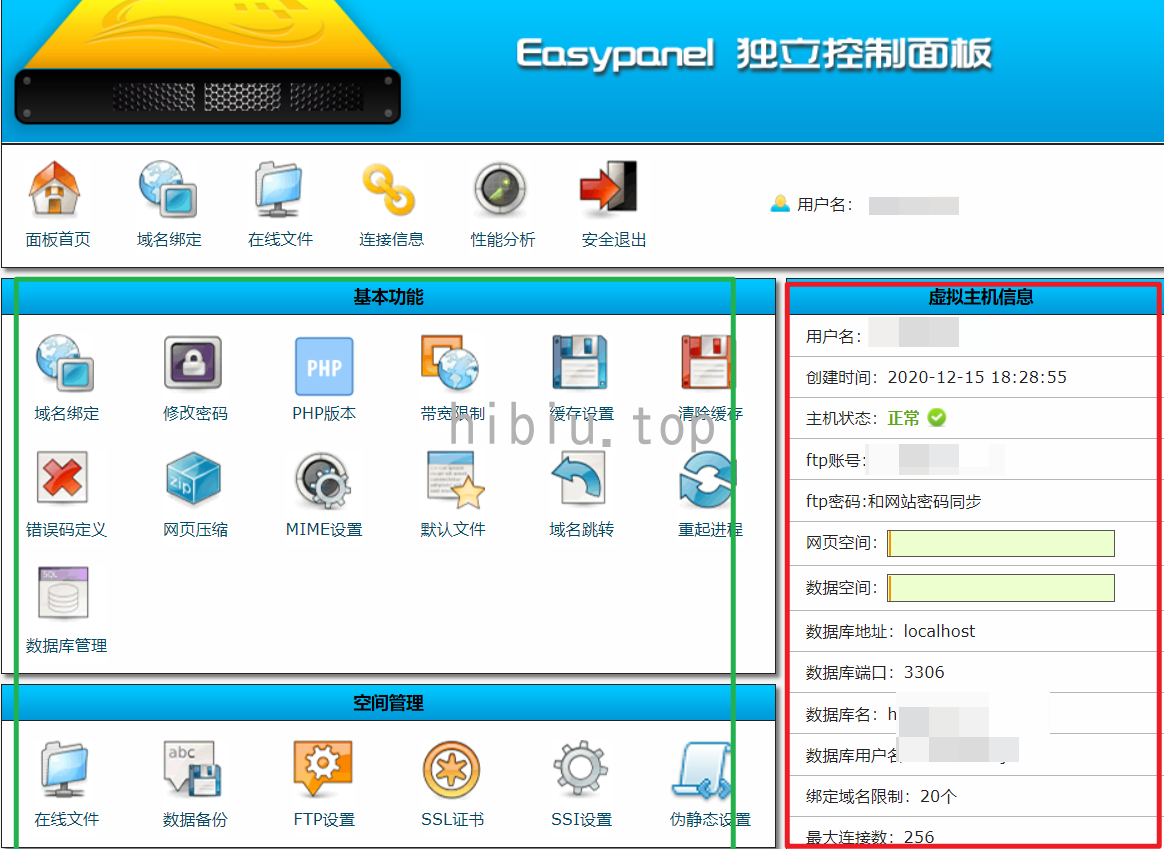 Easypanel 独立控制面板
面板首页 域名绑定 在线文件 连接信息 性能分析 安全退出
用户名：
基本功能
域名绑定 修改密码 PHP版本 带宽限制 缓存设置 清除缓存
PHP
hibiu.top
错误码定义 网页压缩 MIME设置 默认文件 域名跳转 重起进程
zip
SQL
数据库管理
空间管理
abc
在线文件 数据备份 FTP设置 SSL证书 SSI设置 伪静态设置
虚拟主机信息
用户名：
创建时间：2020-12-15 18:28:55
主机状态：正常
ftp账号:
ftp密码:和网站密码同步
网页空间：
数据空间：
数据库地址：localhost
数据库端口：3306
数据库名：h
数据库用户名
绑定域名限制：20个
最大连接数：256